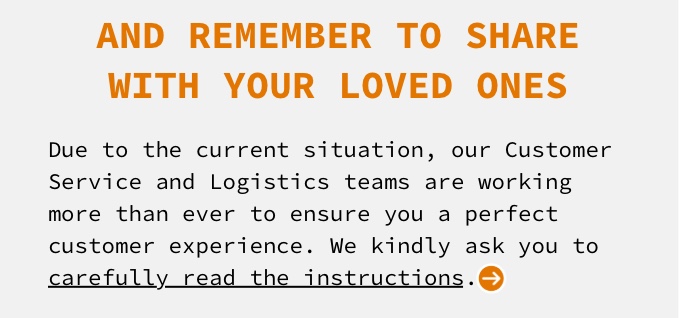 AND REMEMBER TO SHARE
WITH YOUR LOVED ONES
Due to the current situation, our Customer
Service and Logistics teams are working
more than ever to ensure you a perfect
customer experience. We kindly ask you to
carefully read the instructions.